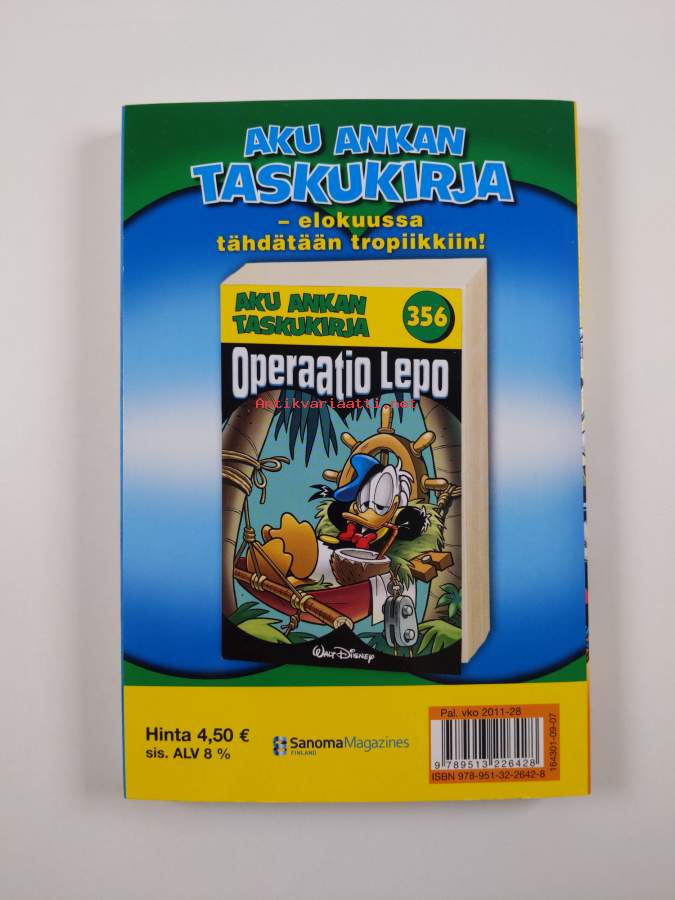 AKU ANKAN
TASKUKIRJA
– elokuussa
tähdätään tropiikkiin!
AKU ANKAN
TASKUKIRJA
356
Operaatio Lepo
Antikvariaatti.net
WALT DISNEY
Hinta 4,50 €
sis. ALV 8 %
SanomaMagazines
FINLAND
Pal. vko 2011-28
9 789513 226428
ISBN 978-951-32-2642-8
164301-09-07